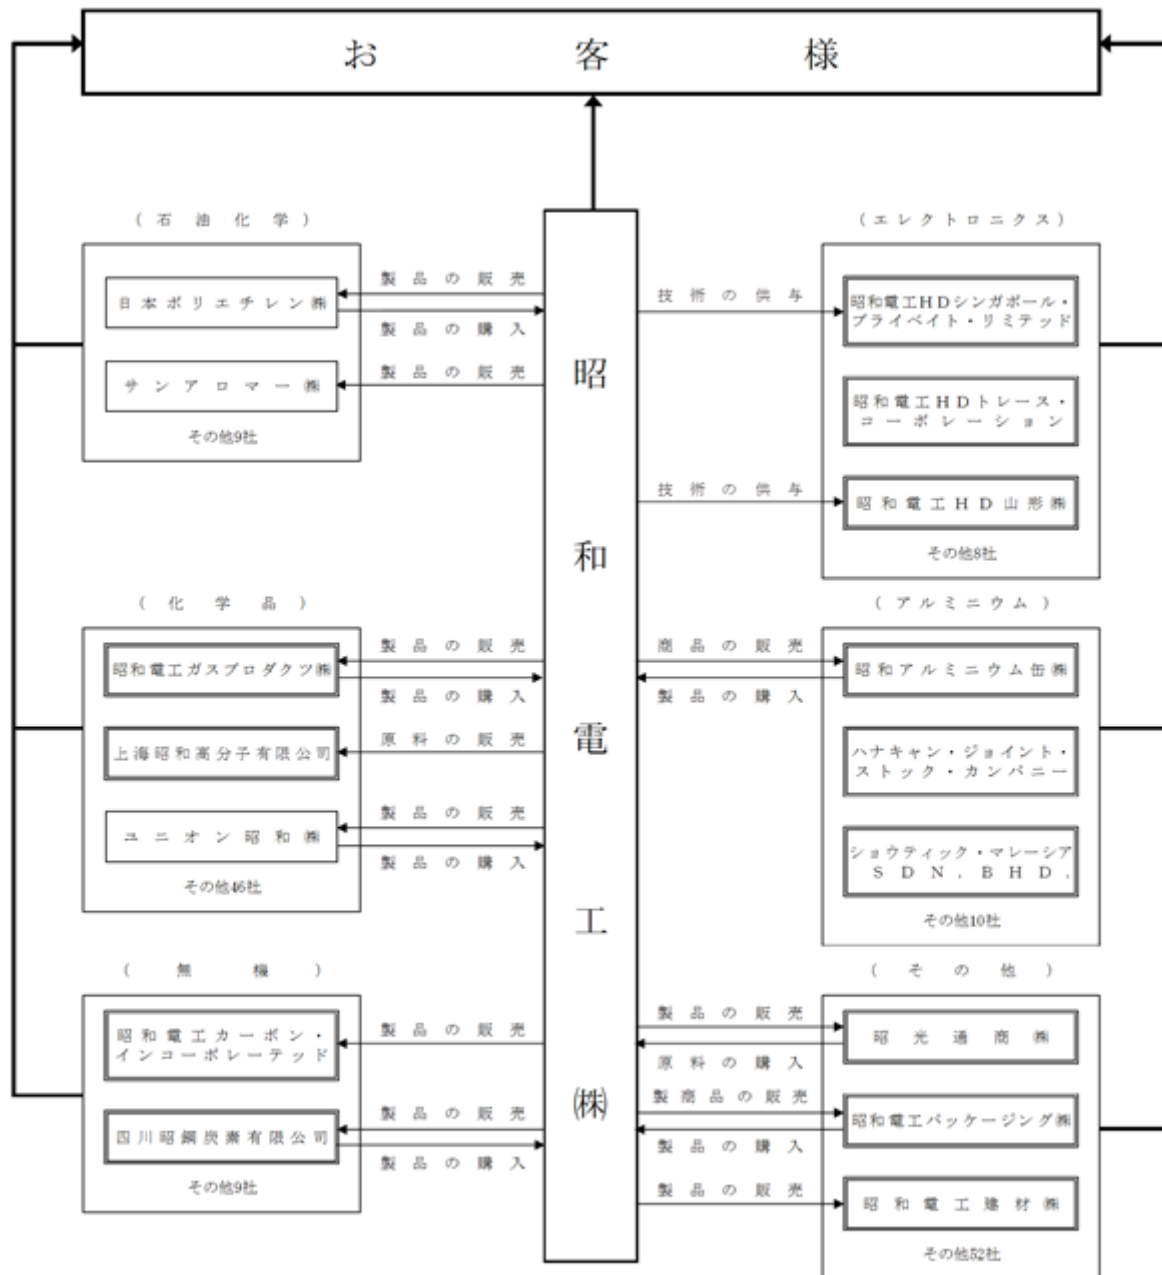 お客様
（石油化学）
日本ポリエチレン㈱
サンアロマー㈱
その他9社
製品の販売
製品の購入
製品の販売
（化学品）
昭和電工ガスプロダクツ㈱
上海昭和高分子有限公司
ユニオン昭和㈱
その他46社
製品の販売
製品の購入
原料の販売
製品の販売
製品の購入
（無機）
昭和電工カーボン・
インコーポレーテッド
四川昭鋼炭素有限公司
その他9社
製品の販売
製品の販売
製品の購入
昭和電工㈱
（エレクトロニクス）
技術の供与
昭和電工HDシンガポール・
プライベイト・リミテッド
昭和電工HDトレース・
コーポレーション
技術の供与
昭和電工HD山形㈱
その他8社
（アルミニウム）
商品の販売
製品の購入
昭和アルミニウム缶㈱
ハナキャン・ジョイント・
ストック・カンパニー
ショウティック・マレーシア
SDN.BHD.
その他10社
（その他）
製品の販売
原料の購入
昭光通商㈱
製商品の販売
製品の購入
昭和電工パッケージング㈱
製品の販売
昭和電工建材㈱
その他52社